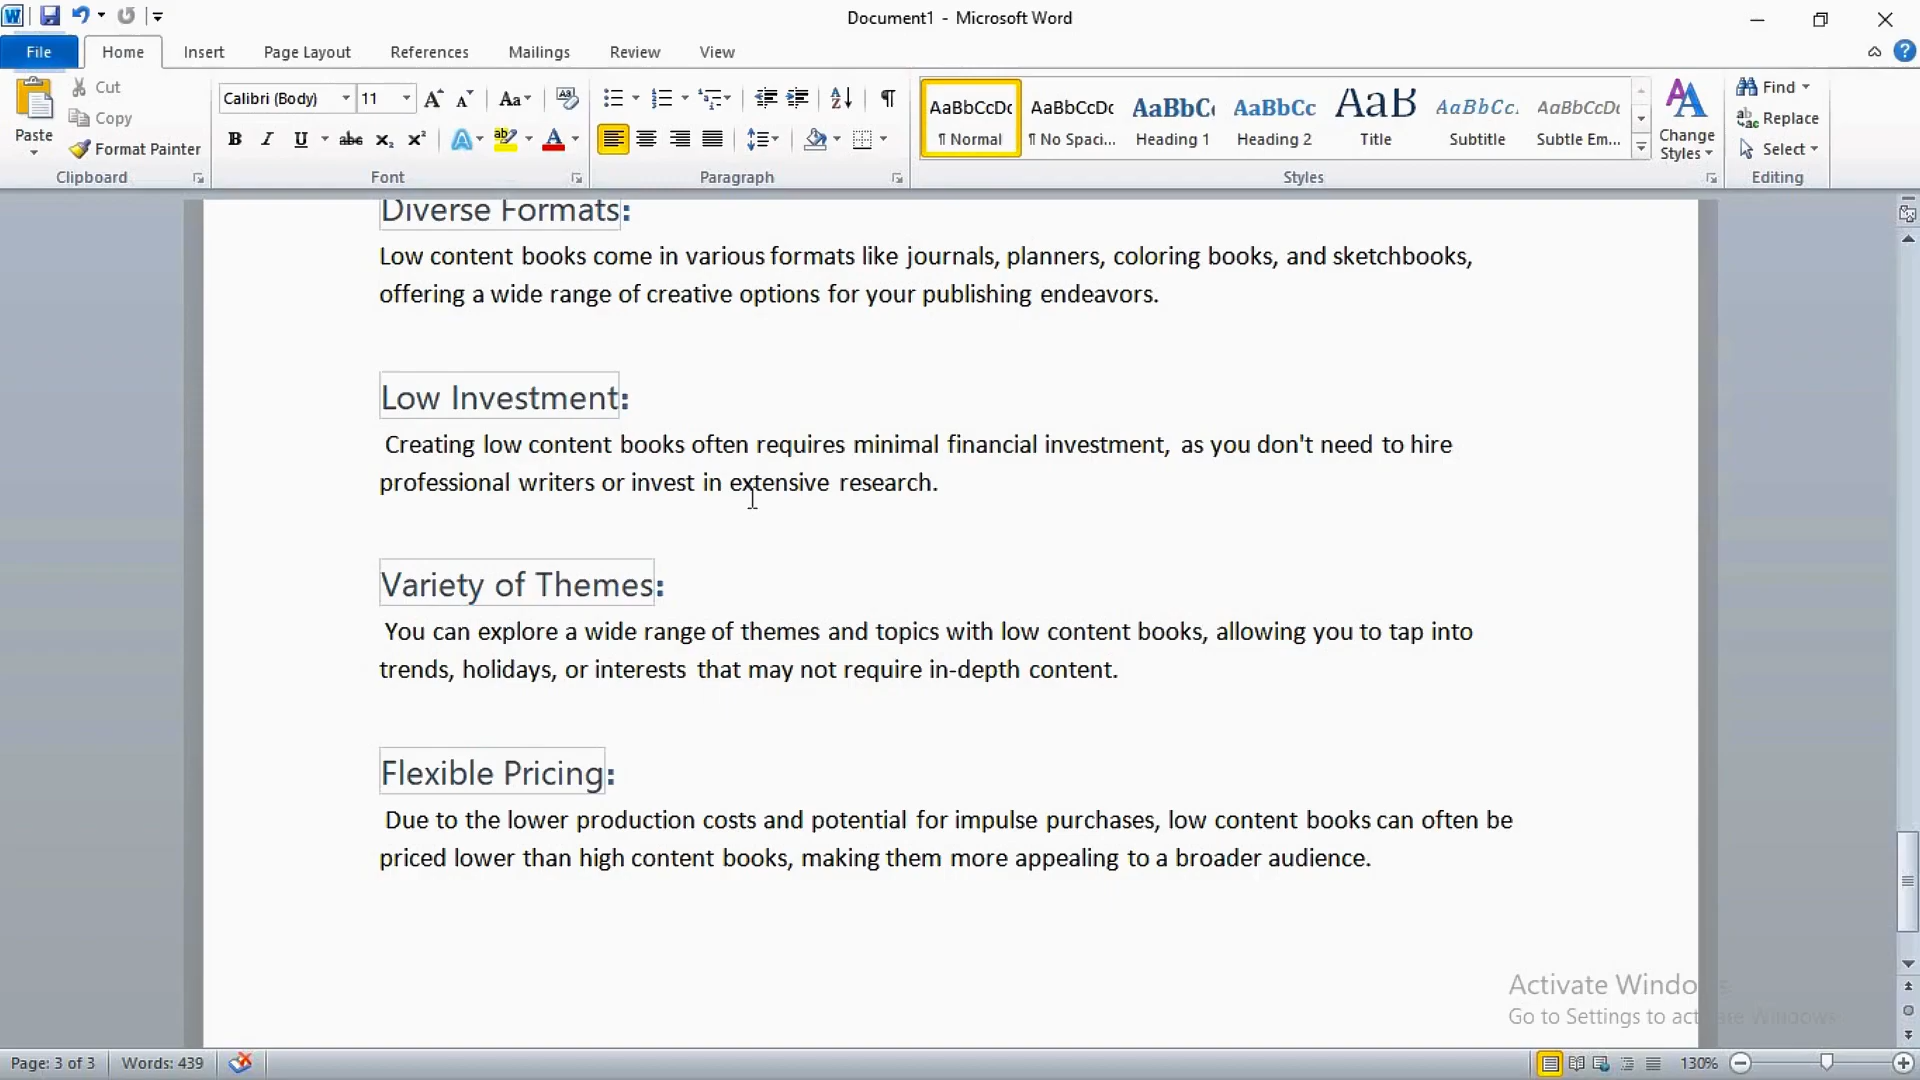 Document1 - Microsoft Word
File Home Insert Page Layout References Mailings Review View
Cut
Copy
Paste
Format Painter
Clipboard
Calibri (Body) 11
Font
Paragraph
AaBbCcDc AaBbCcDc AaBbC AaBbCc AaB AaBbCc. AaBbCcDc
¶ Normal ¶ No Spaci... Heading 1 Heading 2 Title Subtitle Subtle Em...
Change
Styles
Styles
Find
Replace
Select
Editing
Diverse Formats:
Low content books come in various formats like journals, planners, coloring books, and sketchbooks,
offering a wide range of creative options for your publishing endeavors.
Low Investment:
Creating low content books often requires minimal financial investment, as you don't need to hire
professional writers or invest in extensive research.
Variety of Themes:
You can explore a wide range of themes and topics with low content books, allowing you to tap into
trends, holidays, or interests that may not require in-depth content.
Flexible Pricing:
Due to the lower production costs and potential for impulse purchases, low content books can often be
priced lower than high content books, making them more appealing to a broader audience.
Activate Windows
Go to Settings to activate Windows.
Page: 3 of 3 Words: 439 130%